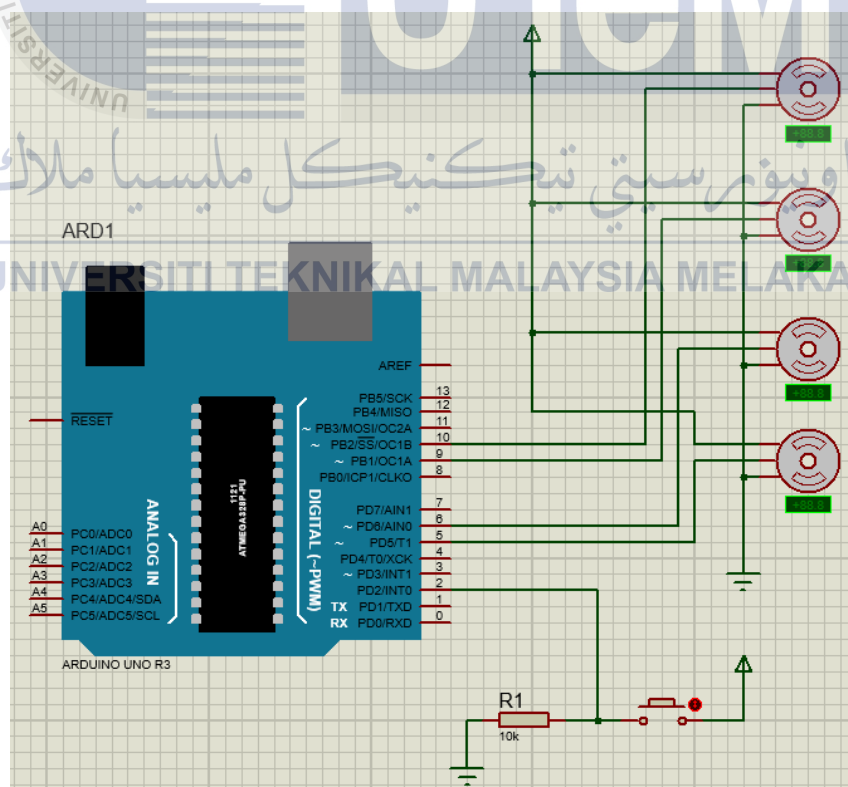 UTeM
UNIVERSITI
اونيۏرسيتي تيكنيكل مليسيا ملاك
UNIVERSITI TEKNIKAL MALAYSIA MELAKA
ARD1
+88.8
+88.8
+88.8
AREF
RESET
PB5/SCK 13
PB4/MISO 12
~ PB3/MOSI/OC2A 11
~ PB2/SS/OC1B 10
~ PB1/OC1A 9
PB0/ICP1/CLKO 8
PD7/AIN1 7
~ PD6/AIN0 6
~ PD5/T1 5
PD4/T0/XCK 4
~ PD3/INT1 3
PD2/INT0 2
TX PD1/TXD 1
RX PD0/RXD 0
DIGITAL (~PWM)
1121
ATMEGA328P-PU
ANALOG IN
A0 PC0/ADC0
A1 PC1/ADC1
A2 PC2/ADC2
A3 PC3/ADC3
A4 PC4/ADC4/SDA
A5 PC5/ADC5/SCL
ARDUINO UNO R3
R1
10k